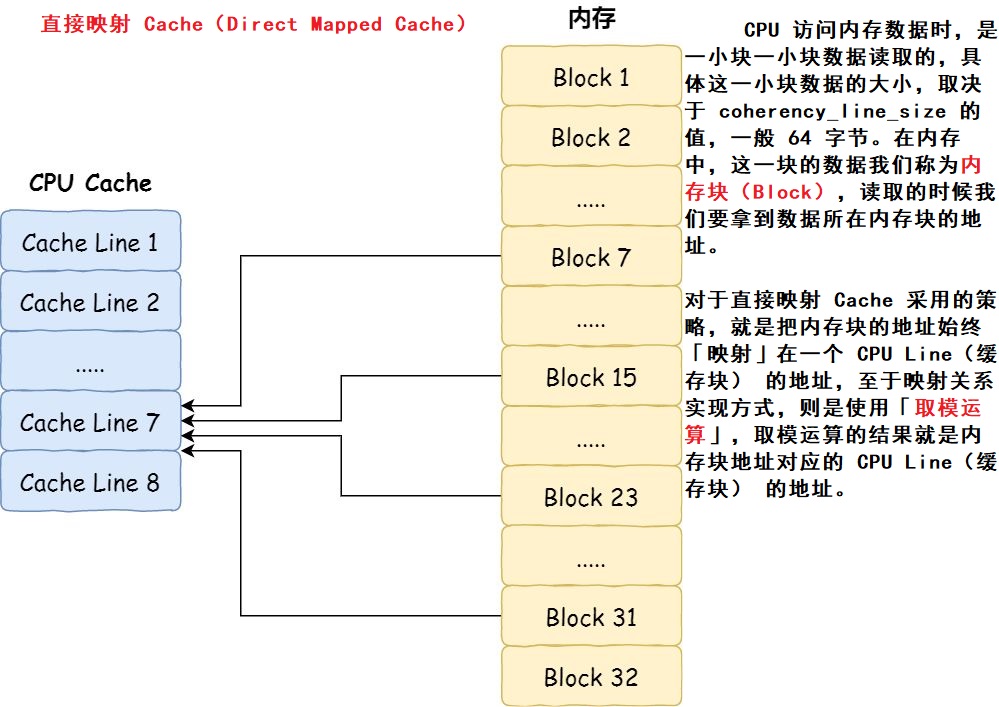 直接映射 Cache（Direct Mapped Cache）
内存
CPU Cache
Cache Line 1
Cache Line 2
.....
Cache Line 7
Cache Line 8
Block 1
Block 2
.....
Block 7
.....
Block 15
.....
Block 23
.....
Block 31
Block 32
CPU 访问内存数据时，是
一小块一小块数据读取的，具
体这一小块数据的大小，取决
于 coherency_line_size 的
值，一般 64 字节。在内存
中，这一块的数据我们称为内
存块（Block），读取的时候我
们要拿到数据所在内存块的地
址。
对于直接映射 Cache 采用的策
略，就是把内存块的地址始终
「映射」在一个 CPU Line（缓
存块） 的地址，至于映射关系
实现方式，则是使用「取模运
算」，取模运算的结果就是内
存块地址对应的 CPU Line（缓
存块） 的地址。